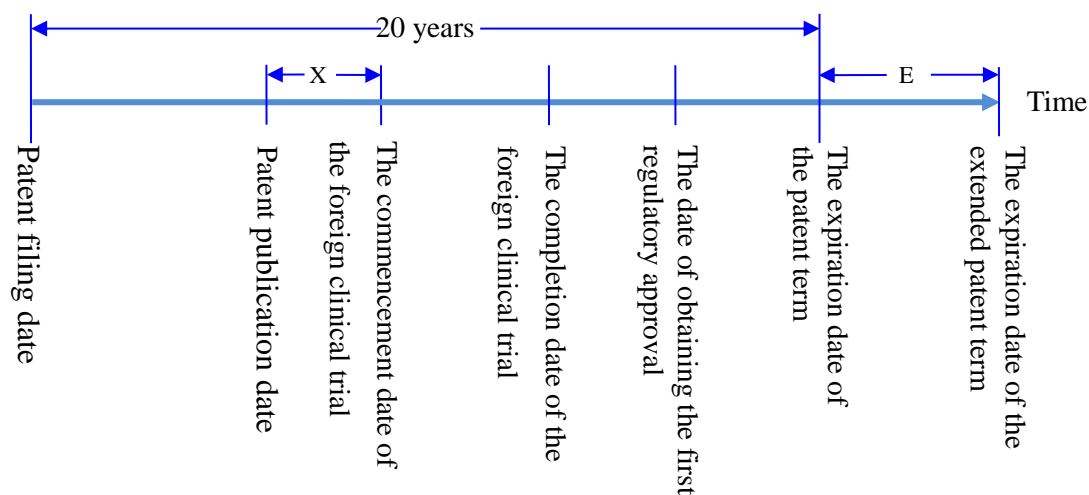 20 years
X
E
Time
Patent filing date
Patent publication date
The commencement date of
the foreign clinical trial
The completion date of the
foreign clinical trial
The date of obtaining the first
regulatory approval
The expiration date of
the patent term
The expiration date of the
extended patent term